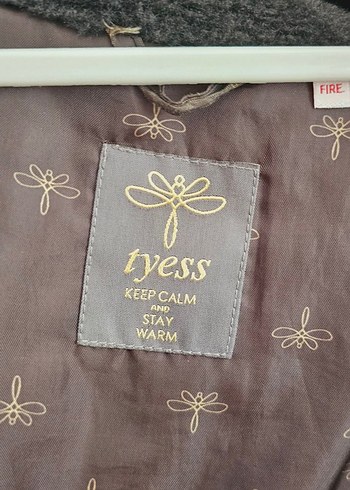 FIRE.
tyess
KEEP CALM
AND
STAY
WARM